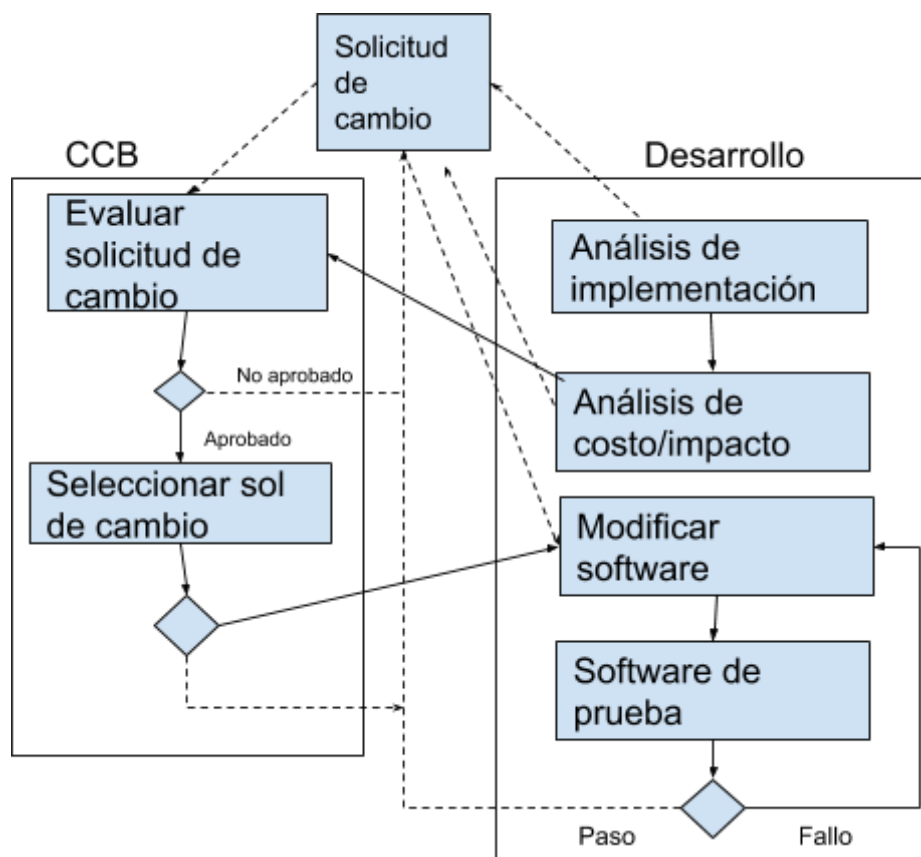 Solicitud
de
cambio
CCB
Desarrollo
Evaluar
solicitud de
cambio
Análisis de
implementación
No aprobado
Análisis de
costo/impacto
Aprobado
Seleccionar sol
de cambio
Modificar
software
Software de
prueba
Paso
Fallo